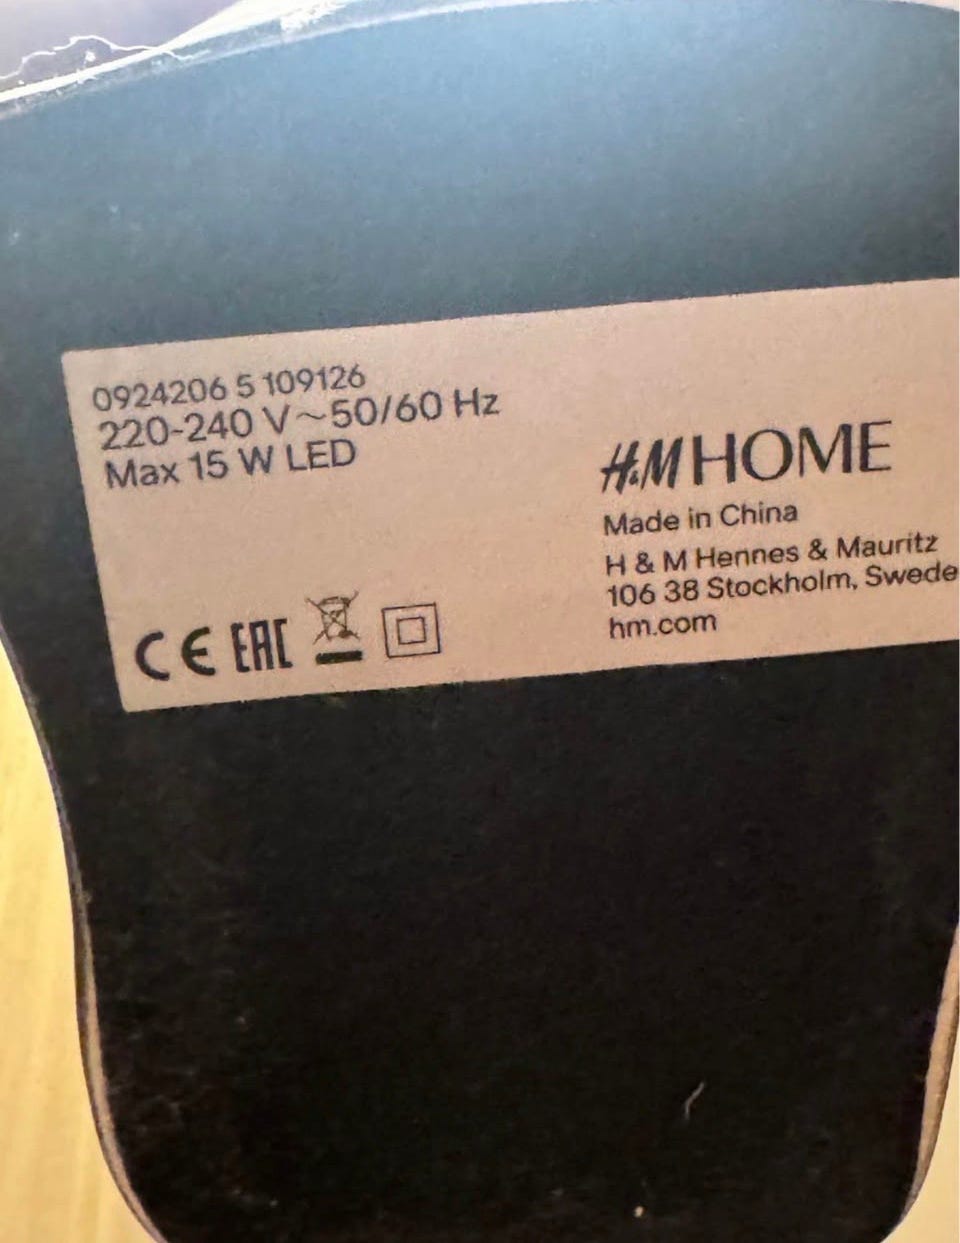 0924206 5 109126
220-240 V~50/60 Hz
Max 15 W LED
CE EAC
H&M HOME
Made in China
H & M Hennes & Mauritz
106 38 Stockholm, Swede
hm.com